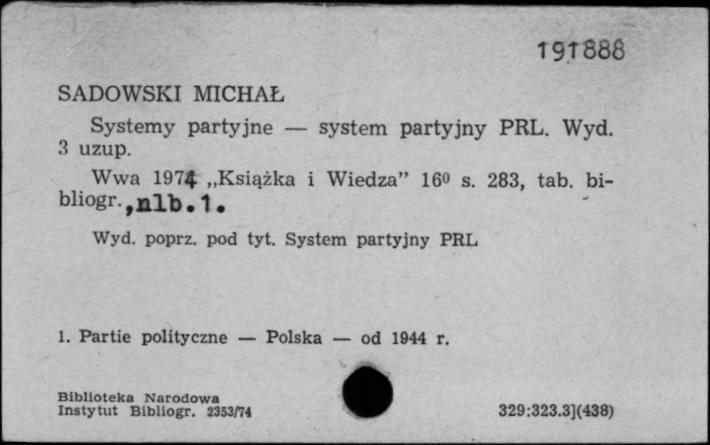 191888
SADOWSKI MICHAŁ
Systemy partyjne — system partyjny PRL. Wyd.
3 uzup.
Wwa 1974 „Książka i Wiedza” 16⁰ s. 283, tab. bi-
bliogr.,nlb.1.
Wyd. poprz. pod tyt. System partyjny PRL
1. Partie polityczne — Polska — od 1944 r.
Biblioteka Narodowa
Instytut Bibliogr. 2353/74
329:323.3](438)